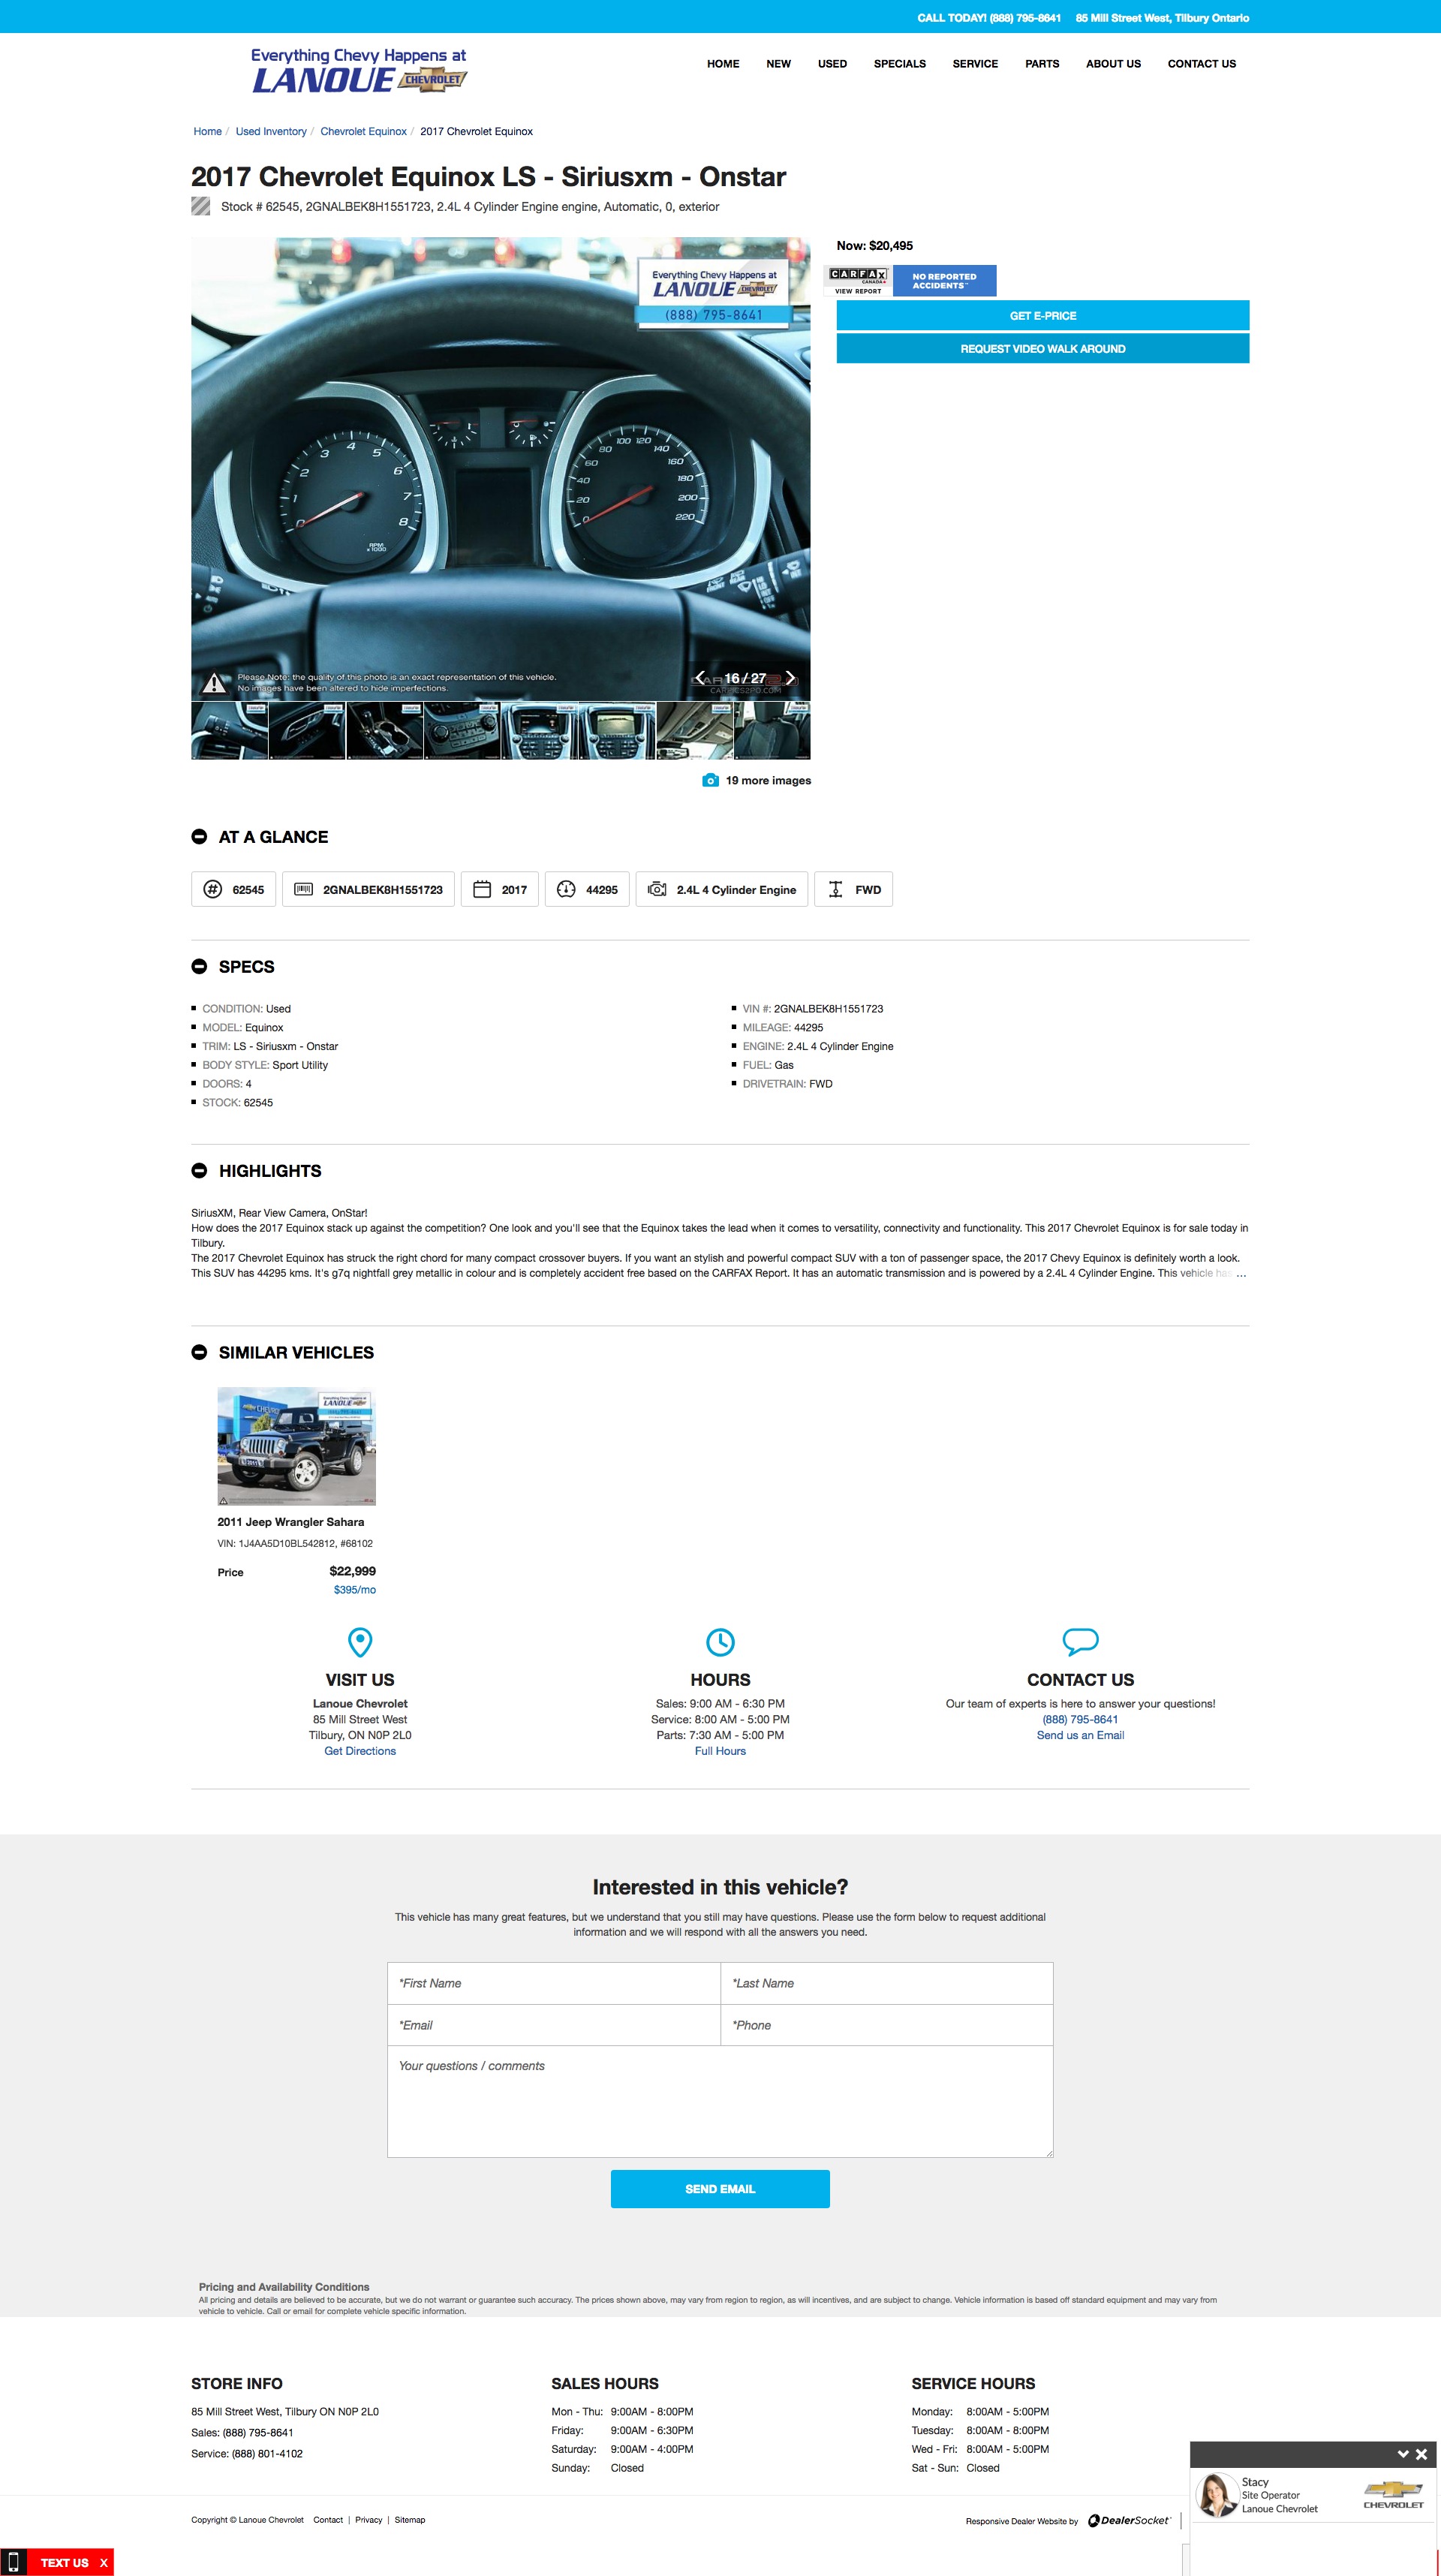 CALL TODAY! (888) 795-8641 85 Mill Street West, Tilbury Ontario
Everything Chevy Happens at
LANOUE CHEVROLET
HOME NEW USED SPECIALS SERVICE PARTS ABOUT US CONTACT US
Home / Used Inventory / Chevrolet Equinox / 2017 Chevrolet Equinox
2017 Chevrolet Equinox LS - Siriusxm - Onstar
Stock # 62545, 2GNALBEK8H1551723, 2.4L 4 Cylinder Engine engine, Automatic, 0, exterior
Everything Chevy Happens at
LANOUE CHEVROLET
(888) 795-8641
0 1 2 3 4 5 6 7 8
RPM
x1000
0 20 40 60 80 100 120 140 160 180 200 220
Please Note: the quality of this photo is an exact representation of this vehicle.
No images have been altered to hide imperfections.
16 / 27
19 more images
Now: $20,495
CARFAX
CANADA
VIEW REPORT
NO REPORTED
ACCIDENTS™
GET E-PRICE
REQUEST VIDEO WALK AROUND
AT A GLANCE
62545 2GNALBEK8H1551723 2017 44295 2.4L 4 Cylinder Engine FWD
SPECS
CONDITION: Used
MODEL: Equinox
TRIM: LS - Siriusxm - Onstar
BODY STYLE: Sport Utility
DOORS: 4
STOCK: 62545
VIN #: 2GNALBEK8H1551723
MILEAGE: 44295
ENGINE: 2.4L 4 Cylinder Engine
FUEL: Gas
DRIVETRAIN: FWD
HIGHLIGHTS
SiriusXM, Rear View Camera, OnStar!
How does the 2017 Equinox stack up against the competition? One look and you'll see that the Equinox takes the lead when it comes to versatility, connectivity and functionality. This 2017 Chevrolet Equinox is for sale today in
Tilbury.
The 2017 Chevrolet Equinox has struck the right chord for many compact crossover buyers. If you want an stylish and powerful compact SUV with a ton of passenger space, the 2017 Chevy Equinox is definitely worth a look.
This SUV has 44295 kms. It's g7q nightfall grey metallic in colour and is completely accident free based on the CARFAX Report. It has an automatic transmission and is powered by a 2.4L 4 Cylinder Engine. This vehicle has ...
SIMILAR VEHICLES
2011 Jeep Wrangler Sahara
VIN: 1J4AA5D10BL542812, #68102
Price $22,999
$395/mo
VISIT US
Lanoue Chevrolet
85 Mill Street West
Tilbury, ON N0P 2L0
Get Directions
HOURS
Sales: 9:00 AM - 6:30 PM
Service: 8:00 AM - 5:00 PM
Parts: 7:30 AM - 5:00 PM
Full Hours
CONTACT US
Our team of experts is here to answer your questions!
(888) 795-8641
Send us an Email
Interested in this vehicle?
This vehicle has many great features, but we understand that you still may have questions. Please use the form below to request additional
information and we will respond with all the answers you need.
*First Name *Last Name
*Email *Phone
Your questions / comments
SEND EMAIL
Pricing and Availability Conditions
All pricing and details are believed to be accurate, but we do not warrant or guarantee such accuracy. The prices shown above, may vary from region to region, as will incentives, and are subject to change. Vehicle information is based off standard equipment and may vary from
vehicle to vehicle. Call or email for complete vehicle specific information.
STORE INFO
85 Mill Street West, Tilbury ON N0P 2L0
Sales: (888) 795-8641
Service: (888) 801-4102
SALES HOURS
Mon - Thu: 9:00AM - 8:00PM
Friday: 9:00AM - 6:30PM
Saturday: 9:00AM - 4:00PM
Sunday: Closed
SERVICE HOURS
Monday: 8:00AM - 5:00PM
Tuesday: 8:00AM - 8:00PM
Wed - Fri: 8:00AM - 5:00PM
Sat - Sun: Closed
Stacy
Site Operator
Lanoue Chevrolet
CHEVROLET
Copyright © Lanoue Chevrolet Contact | Privacy | Sitemap
Responsive Dealer Website by DealerSocket
TEXT US X